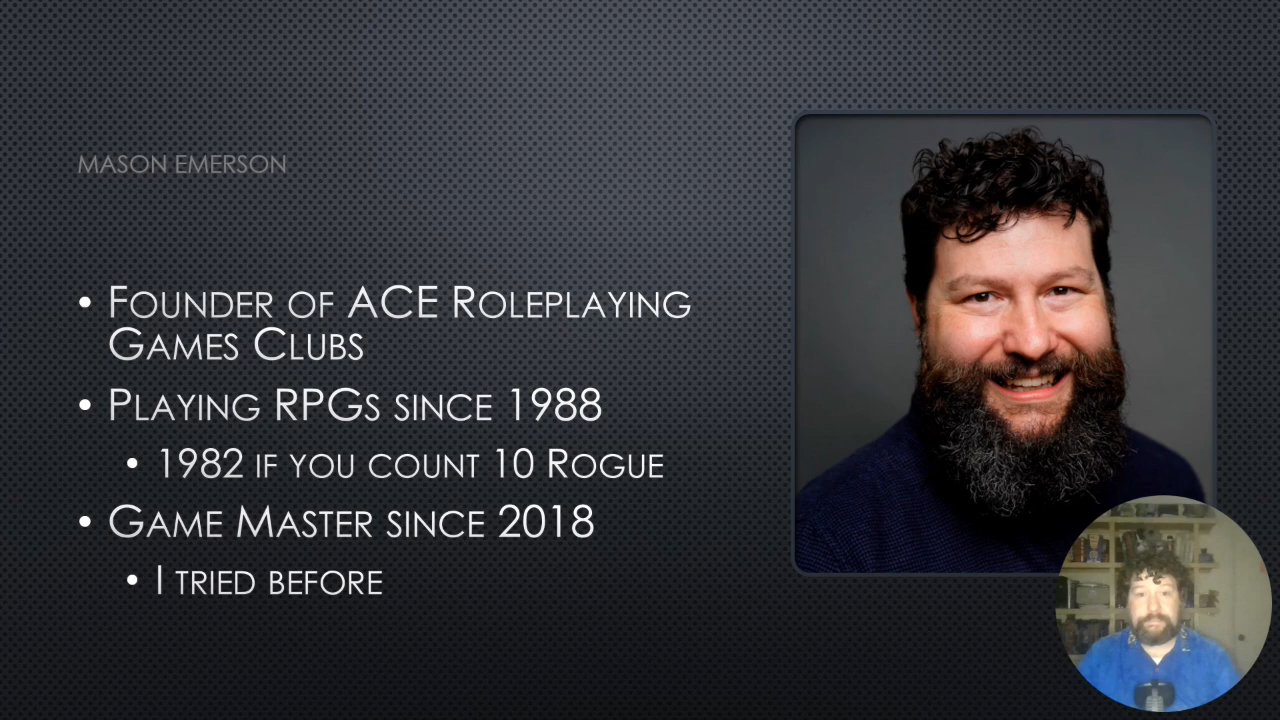 MASON EMERSON
• FOUNDER OF ACE ROLEPLAYING
GAMES CLUBS
• PLAYING RPGS SINCE 1988
• 1982 IF YOU COUNT 10 ROGUE
• GAME MASTER SINCE 2018
• I TRIED BEFORE